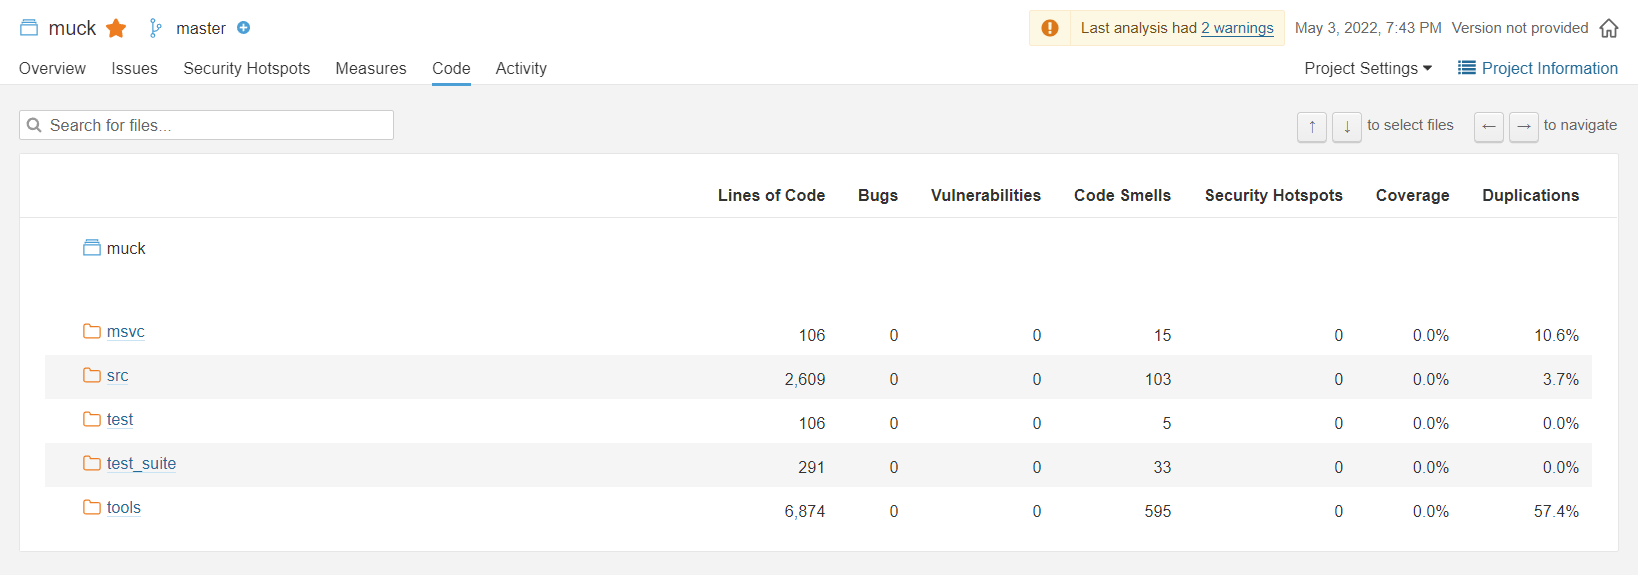 muck master Last analysis had 2 warnings May 3, 2022, 7:43 PM Version not provided
Overview Issues Security Hotspots Measures Code Activity Project Settings Project Information
Search for files... ↑ ↓ to select files ← → to navigate
Lines of Code Bugs Vulnerabilities Code Smells Security Hotspots Coverage Duplications
muck
msvc 106 0 0 15 0 0.0% 10.6%
src 2,609 0 0 103 0 0.0% 3.7%
test 106 0 0 5 0 0.0% 0.0%
test_suite 291 0 0 33 0 0.0% 0.0%
tools 6,874 0 0 595 0 0.0% 57.4%